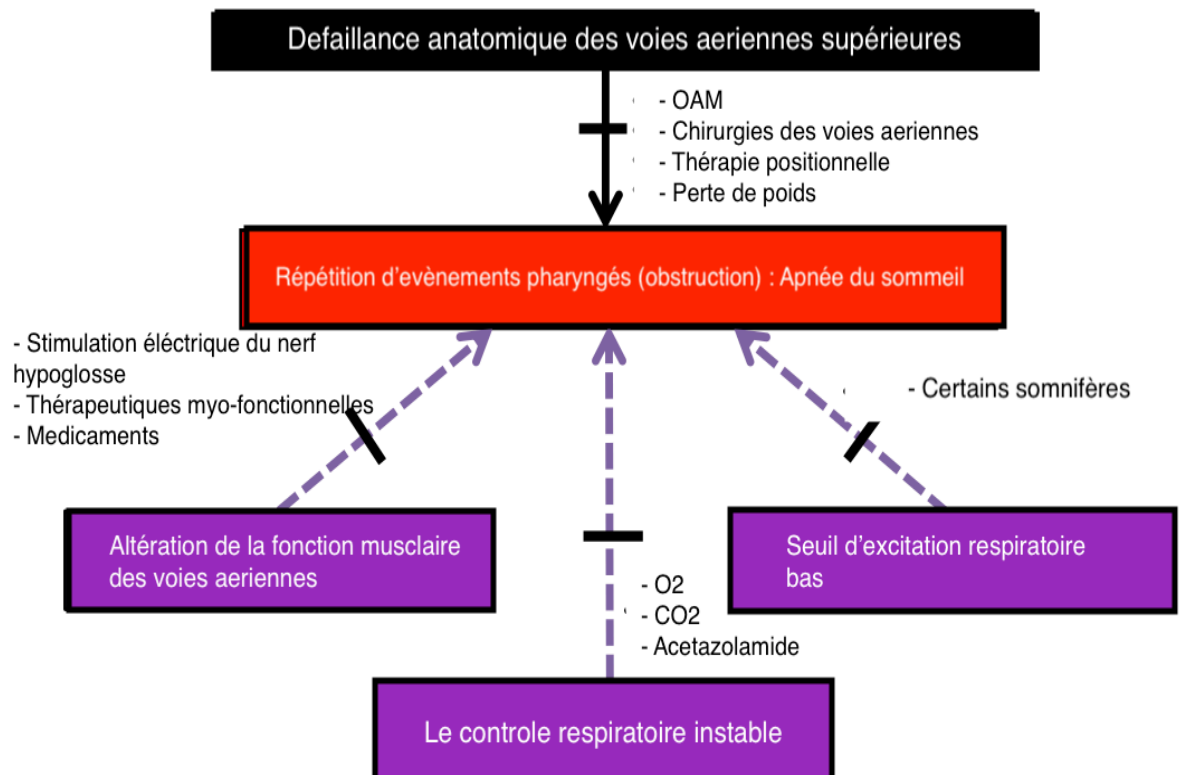 Defaillance anatomique des voies aeriennes supérieures
- OAM
- Chirurgies des voies aeriennes
- Thérapie positionnelle
- Perte de poids
Répétition d'evènements pharyngés (obstruction) : Apnée du sommeil
- Stimulation éléctrique du nerf
hypoglosse
- Thérapeutiques myo-fonctionnelles
- Medicaments
- Certains somnifères
Altération de la fonction musclaire
des voies aeriennes
Seuil d'excitation respiratoire
bas
- O2
- CO2
- Acetazolamide
Le controle respiratoire instable